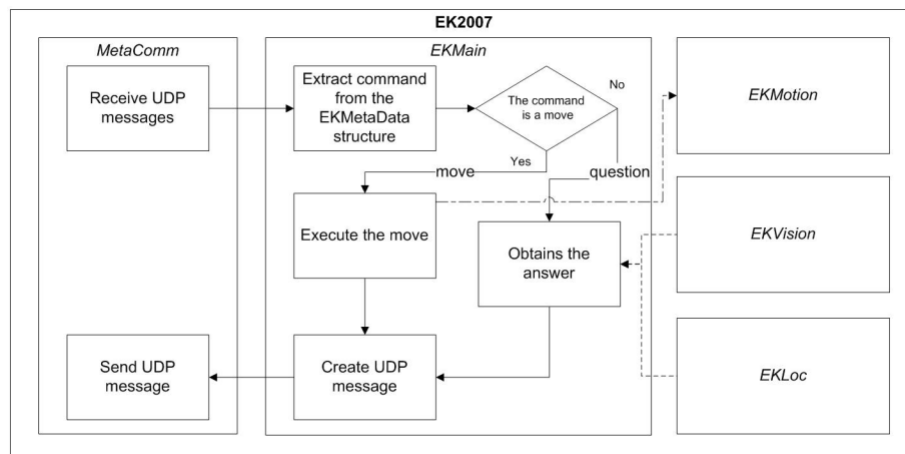 EK2007
MetaComm
EKMain
Receive UDP
messages
Extract command
from the
EKMetaData
structure
The command
is a move
No
Yes
move
question
EKMotion
Execute the move
Obtains the
answer
EKVision
Send UDP
message
Create UDP
message
EKLoc